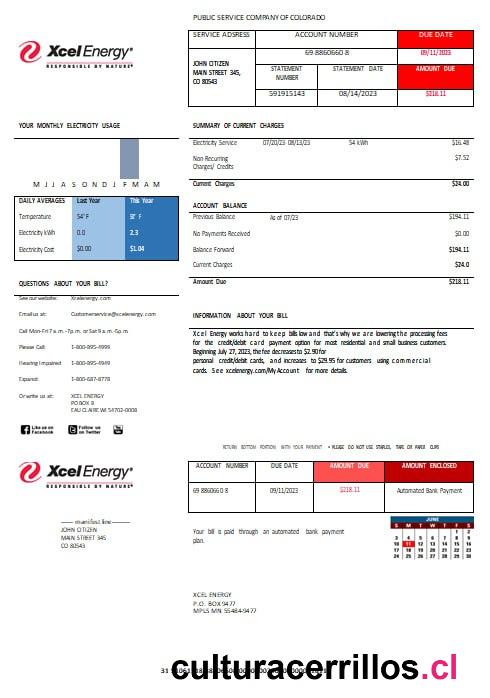 PUBLIC SERVICE COMPANY OF COLORADO
Xcel Energy®
RESPONSIBLE BY NATURE®
SERVICE ADSRESS ACCOUNT NUMBER DUE DATE
69-8860660-8 09/11/2023
JOHN CITIZEN
MAIN STREET 345,
CO 80543
STATEMENT NUMBER STATEMENT DATE AMOUNT DUE
591915143 08/14/2023 $218.11
YOUR MONTHLY ELECTRICITY USAGE
M J J A S O N D J F M A M
DAILY AVERAGES Last Year This Year
Temperature 54° F
Electricity kWh 0.0 2.3
Electricity Cost $0.00 $1.04
QUESTIONS ABOUT YOUR BILL?
See our website: Xcelenergy.com
Email us at: Customerservice@xcelenergy.com
Call Mon-Fri 7 a.m.-7p.m. or Sat 9 a.m.-5p.m.
Please Call: 1-800-895-4999
Hearing Impaired 1-800-895-4949
Espanol: 1-800-687-8778
Or write us at: XCEL ENERGY
PO BOX 8
EAU CLAIRE WI 54702-0008
Like us on Facebook
Follow us on Twitter
You
SUMMARY OF CURRENT CHARGES
Electricity Service 07/20/23 08/13/23 54 kWh $16.48
Non Recurring Charges/ Credits $7.52
Current Charges $24.00
ACCOUNT BALANCE
Previous Balance As of 07/23 $194.11
No Payments Received $0.00
Balance Forward $194.11
Current Charges $24.0
Amount Due $218.11
INFORMATION ABOUT YOUR BILL
Xcel Energy works hard to keep bills low and that's why we are lowering the processing fees
for the credit/debit card payment option for most residential and small business customers.
Beginning July 27, 2023, the fee decreases to $2.90 for
personal credit/debit cards, and increases to $29.95 for customers using commercial
cards. See xcelenergy.com/My Account for more details.
RETURN BOTTOM PORTION WITH YOUR PAYMENT • PLEASE DO NOT USE STAPLES, TAPE OR PAPER CLIPS
Xcel Energy®
RESPONSIBLE BY NATURE®
ACCOUNT NUMBER DUE DATE AMOUNT DUE AMOUNT ENCLOSED
69-8860660-8 09/11/2023 $218.11 Automated Bank Payment
------ manifest line---------
JOHN CITIZEN
MAIN STREET 345
CO 80543
Your bill is paid through an automated bank payment
plan.
JUNE
S M T W T F S
1 2
3 4 5 6 7 8 9
10 11 12 13 14 15 16
17 18 19 20 21 22 23
24 25 26 27 28 29 30
XCEL ENERGY
P.O. BOX 9477
MPLS MN 55484-9477
culturacerrillos.cl